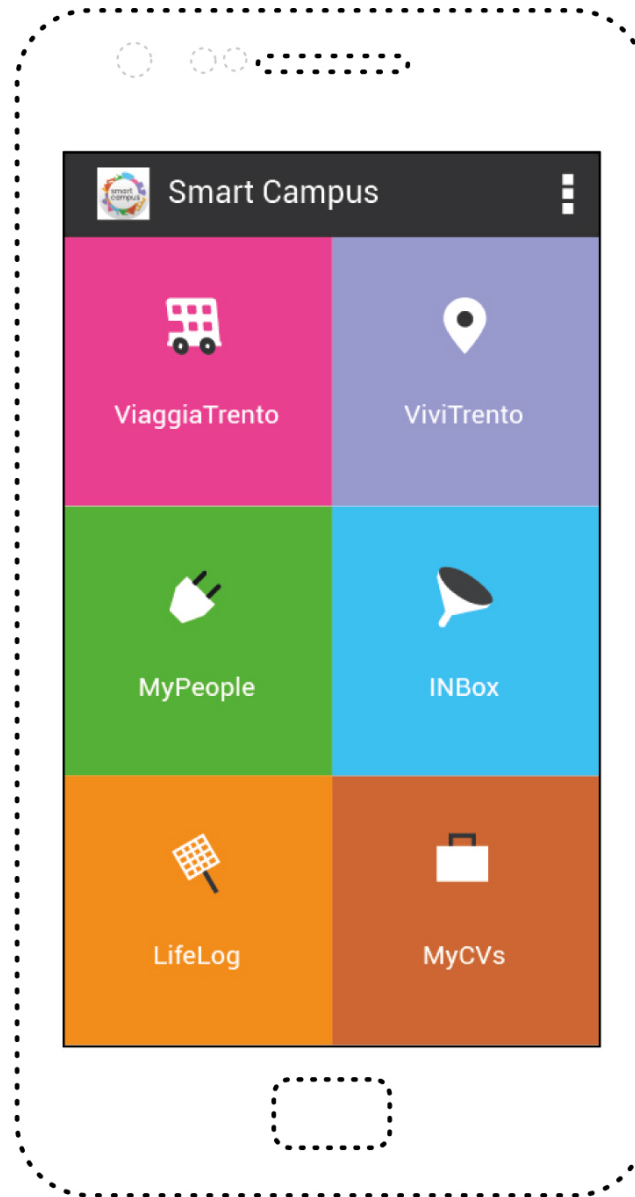 smart
campus
Smart Campus
ViaggiaTrento
ViviTrento
MyPeople
INBox
LifeLog
MyCVs